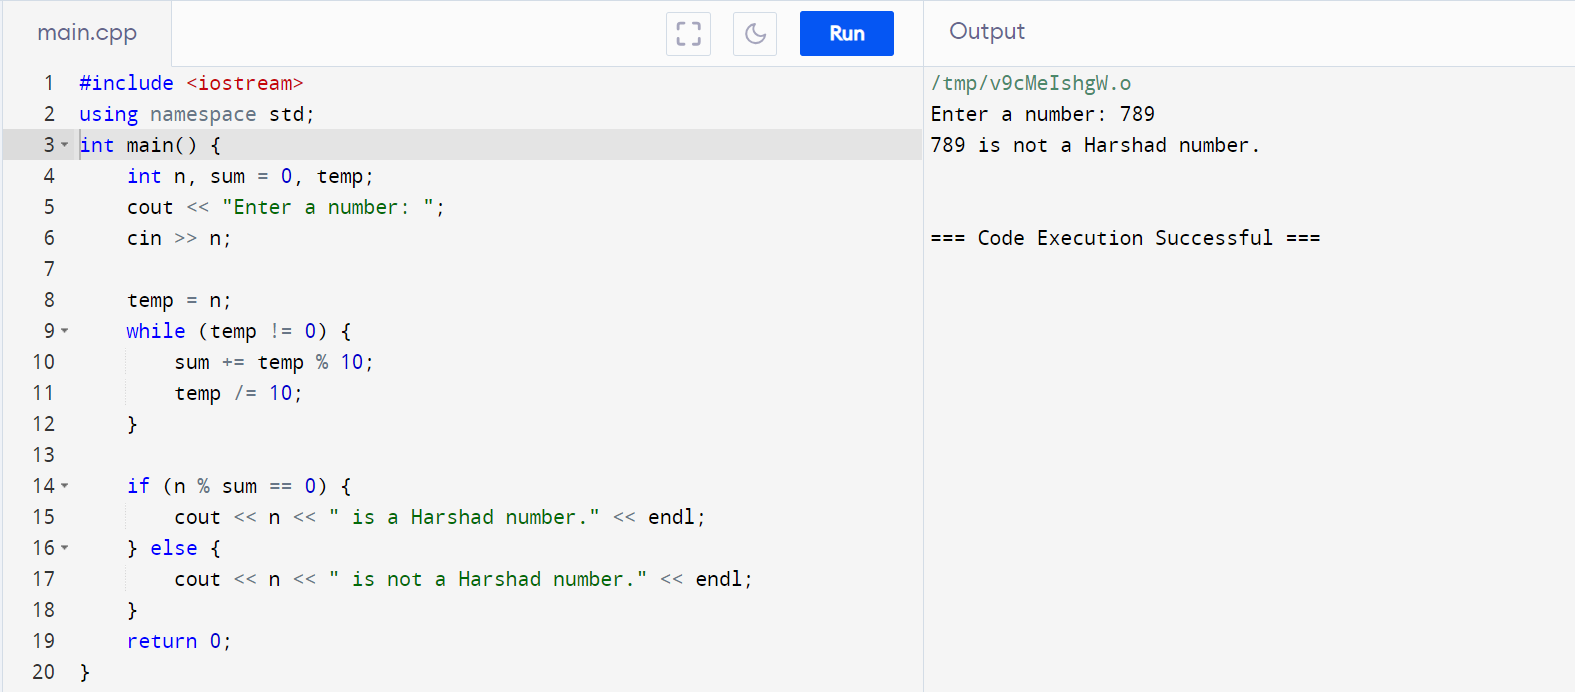 main.cpp
Run
Output
1 #include <iostream>
2 using namespace std;
3 int main() {
4     int n, sum = 0, temp;
5     cout << "Enter a number: ";
6     cin >> n;
7
8     temp = n;
9     while (temp != 0) {
10         sum += temp % 10;
11         temp /= 10;
12     }
13
14     if (n % sum == 0) {
15         cout << n << " is a Harshad number." << endl;
16     } else {
17         cout << n << " is not a Harshad number." << endl;
18     }
19     return 0;
20 }
/tmp/v9cMeIshgW.o
Enter a number: 789
789 is not a Harshad number.
=== Code Execution Successful ===